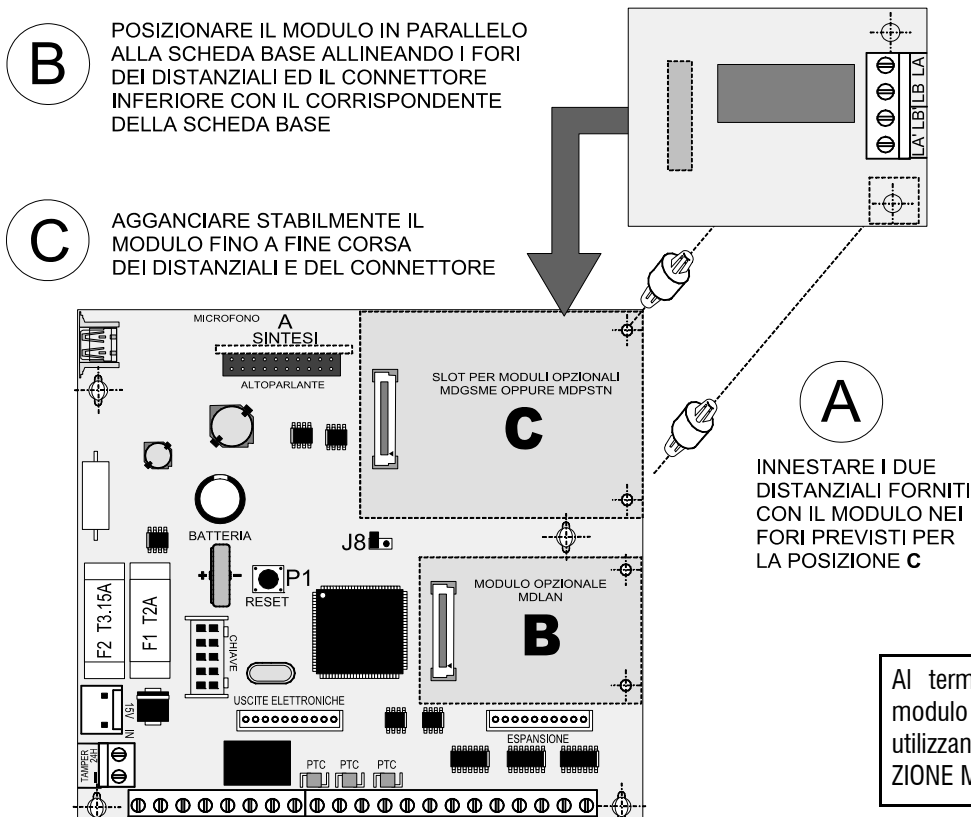 B
POSIZIONARE IL MODULO IN PARALLELO
ALLA SCHEDA BASE ALLINEANDO I FORI
DEI DISTANZIALI ED IL CONNETTORE
INFERIORE CON IL CORRISPONDENTE
DELLA SCHEDA BASE
LA' LB' LB LA
C
AGGANCIARE STABILMENTE IL
MODULO FINO A FINE CORSA
DEI DISTANZIALI E DEL CONNETTORE
MICROFONO
A
SINTESI
ALTOPARLANTE
SLOT PER MODULI OPZIONALI
MDGSME OPPURE MDPSTN
C
A
INNESTARE I DUE
DISTANZIALI FORNITI
CON IL MODULO NEI
FORI PREVISTI PER
LA POSIZIONE C
BATTERIA
+ -
J8
P1
RESET
MODULO OPZIONALE
MDLAN
B
F2 T3.15A
F1 T2A
CHIAVE
USCITE ELETTRONICHE
ESPANSIONE
15V
IN
TAMPER
24H
PTC PTC PTC
Al term
modulo
utilizzan
ZIONE M